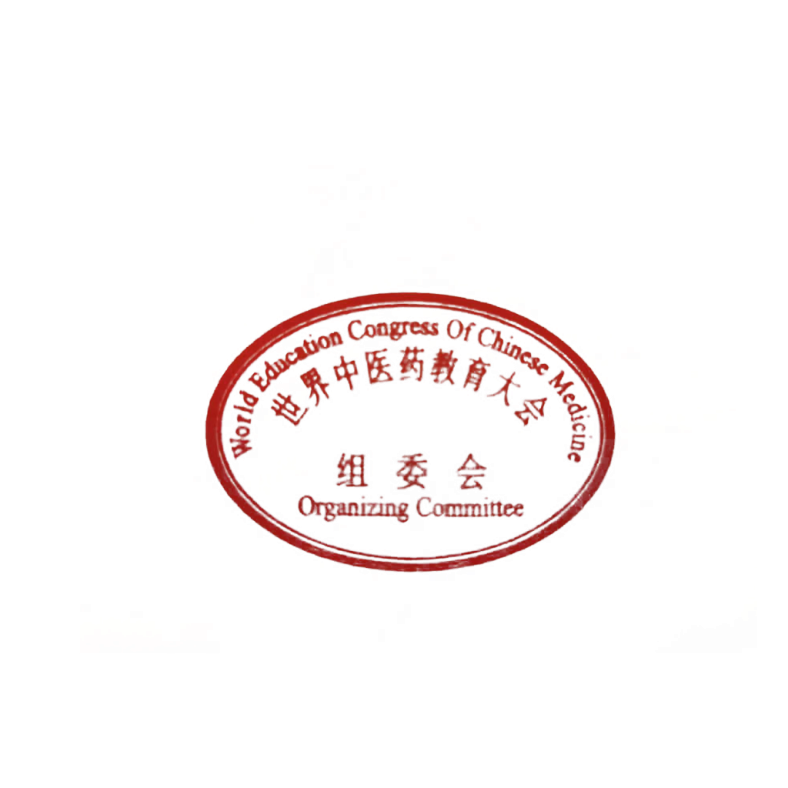 World Education Congress Of Chinese Medicine
世界中医药教育大会
组委会
Organizing Committee